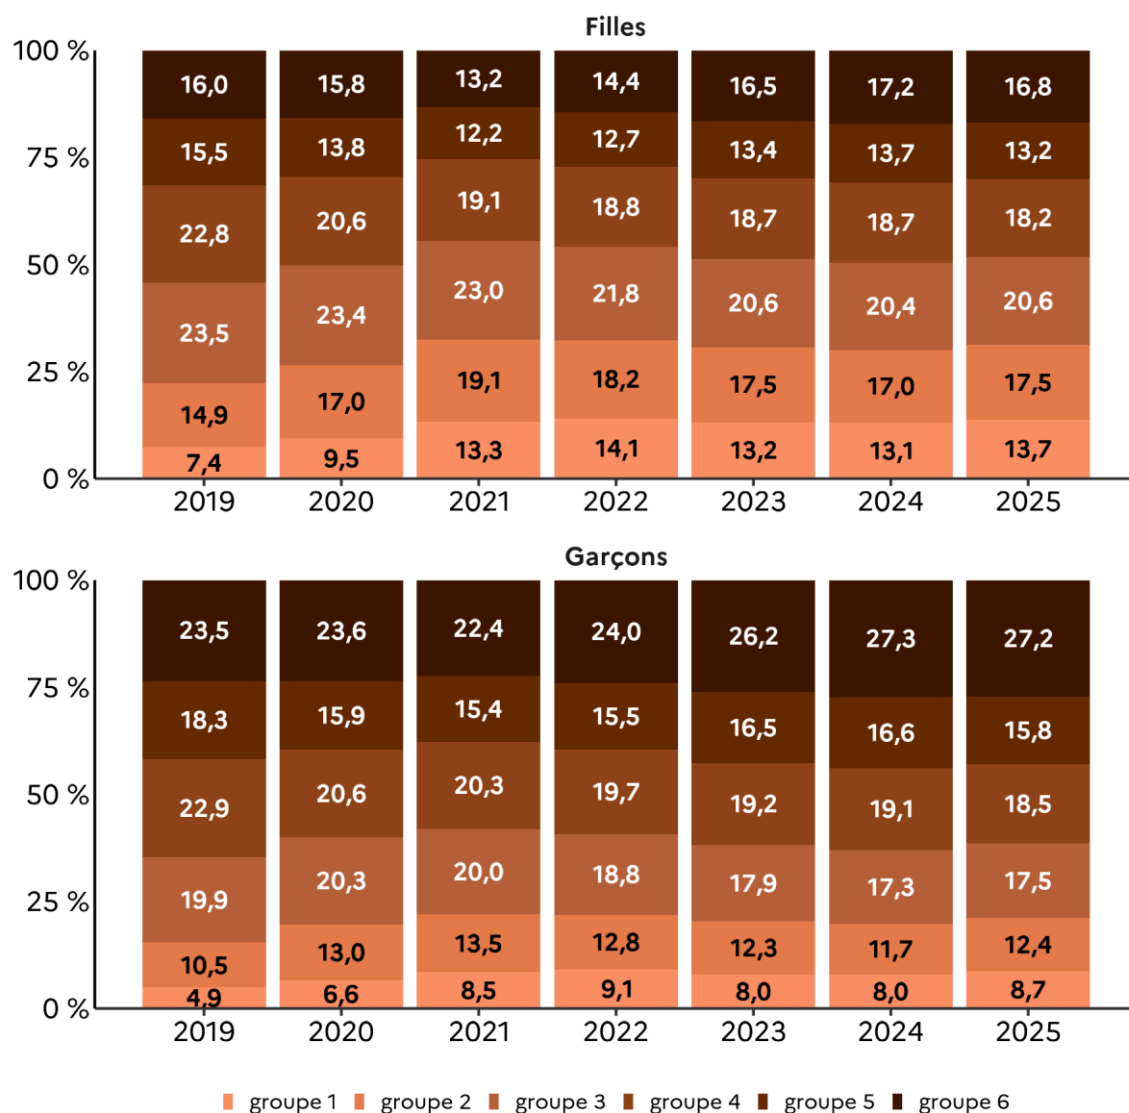 Filles
100 %
16,0 15,8 13,2 14,4 16,5 17,2 16,8
75 %
15,5 13,8 12,2 12,7 13,4 13,7 13,2
22,8 20,6 19,1 18,8 18,7 18,7 18,2
50 %
23,5 23,4 23,0 21,8 20,6 20,4 20,6
25 %
14,9 17,0 19,1 18,2 17,5 17,0 17,5
7,4 9,5 13,3 14,1 13,2 13,1 13,7
0 %
2019 2020 2021 2022 2023 2024 2025
Garçons
100 %
23,5 23,6 22,4 24,0 26,2 27,3 27,2
75 %
18,3 15,9 15,4 15,5 16,5 16,6 15,8
50 %
22,9 20,6 20,3 19,7 19,2 19,1 18,5
19,9 20,3 20,0 18,8 17,9 17,3 17,5
25 %
10,5 13,0 13,5 12,8 12,3 11,7 12,4
4,9 6,6 8,5 9,1 8,0 8,0 8,7
0 %
2019 2020 2021 2022 2023 2024 2025
groupe 1 groupe 2 groupe 3 groupe 4 groupe 5 groupe 6